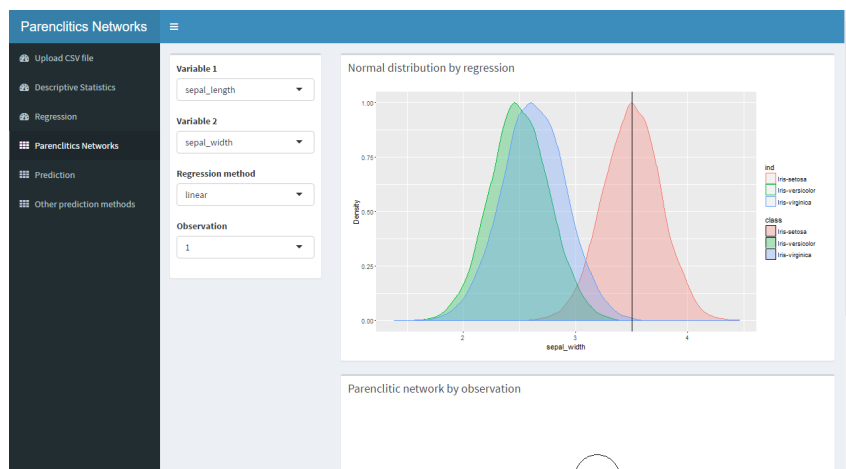 Parenclitics Networks
Upload CSV file
Descriptive Statistics
Regression
Parenclitics Networks
Prediction
Other prediction methods
Variable 1
sepal_length
Variable 2
sepal_width
Regression method
linear
Observation
1
Normal distribution by regression
1.00
0.75
0.50
0.25
0.00
Density
2
3
4
sepal_width
ind
Iris-setosa
Iris-versicolor
Iris-virginica
class
Iris-setosa
Iris-versicolor
Iris-virginica
Parenclitic network by observation